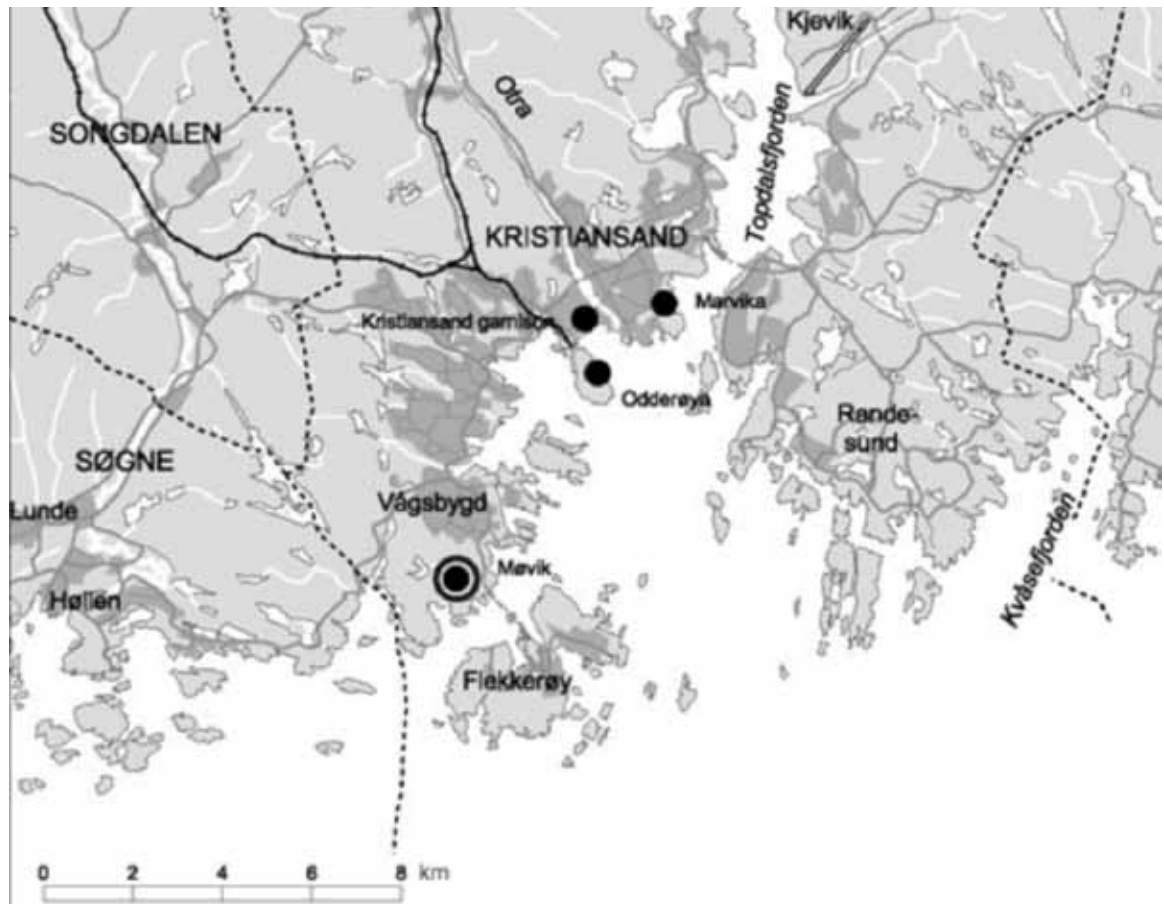 Kjevik
Otra
SONGDALEN
Topdalsfjorden
KRISTIANSAND
Marvika
Kristiansand garnison
Odderøya
Rande-
sund
SØGNE
Vågsbygd
Lunde
Kvåsefjorden
Møvik
Høllen
Flekkerøy
0 2 4 6 8 km